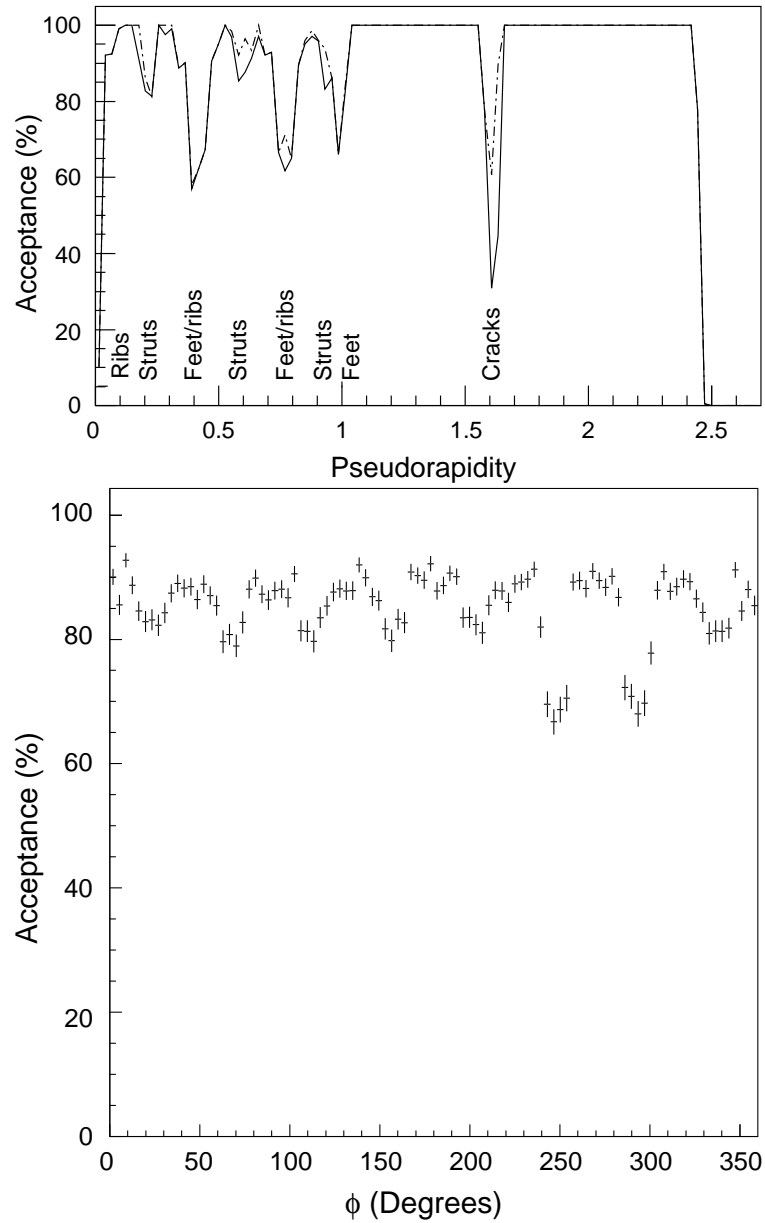 Acceptance (%)
100
80
60
40
20
0
Ribs
Struts
Feet/ribs
Struts
Feet/ribs
Struts
Feet
Cracks
0 0.5 1 1.5 2 2.5
Pseudorapidity
Acceptance (%)
100
80
60
40
20
0
0 50 100 150 200 250 300 350
ϕ (Degrees)